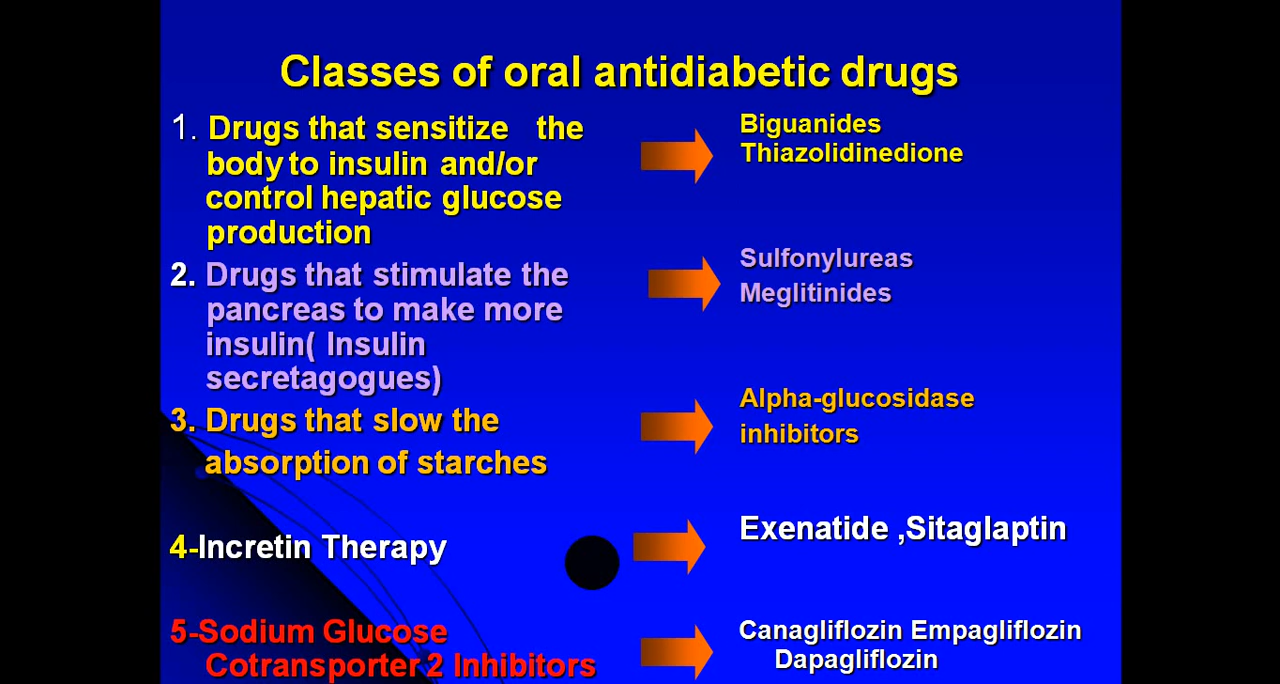 Classes of oral antidiabetic drugs
1. Drugs that sensitize the
body to insulin and/or
control hepatic glucose
production
Biguanides
Thiazolidinedione
2. Drugs that stimulate the
pancreas to make more
insulin( Insulin
secretagogues)
Sulfonylureas
Meglitinides
3. Drugs that slow the
absorption of starches
Alpha-glucosidase
inhibitors
4-Incretin Therapy
Exenatide ,Sitaglaptin
5-Sodium Glucose
Cotransporter 2 Inhibitors
Canagliflozin Empagliflozin
Dapagliflozin